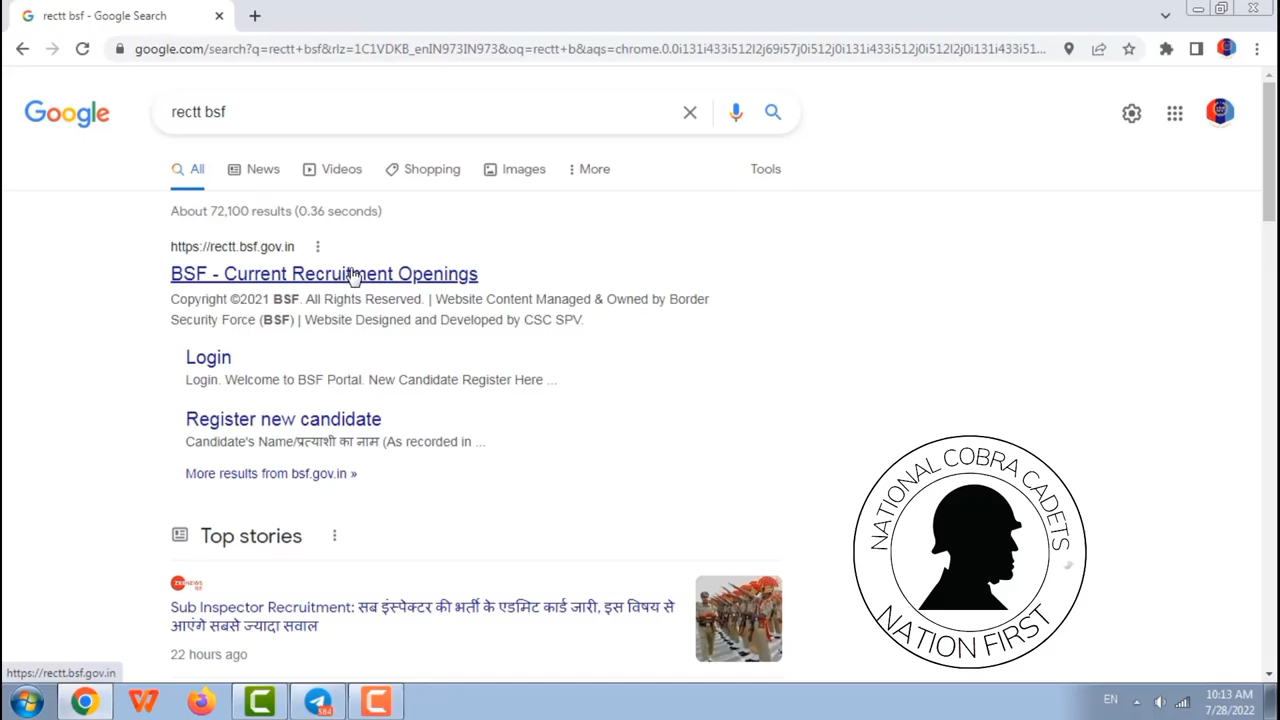 rectt bsf - Google Search
google.com/search?q=rectt+bsf&rlz=1C1VDKB_enIN973IN973&oq=rectt+b&aqs=chrome.0.0i131i433i512l2j69i57j0i512j0i131i433i512j0i512l2j0i131i433i51...
Google
rectt bsf
All
News
Videos
Shopping
Images
More
Tools
About 72,100 results (0.36 seconds)
https://rectt.bsf.gov.in
BSF - Current Recruitment Openings
Copyright ©2021 BSF. All Rights Reserved. | Website Content Managed & Owned by Border
Security Force (BSF) | Website Designed and Developed by CSC SPV.
Login
Login. Welcome to BSF Portal. New Candidate Register Here ...
Register new candidate
Candidate's Name/प्रत्याशी का नाम (As recorded in ...
More results from bsf.gov.in »
Top stories
ZEE NEWS
Sub Inspector Recruitment: सब इंस्पेक्टर की भर्ती के एडमिट कार्ड जारी, इस विषय से
आएंगे सबसे ज्यादा सवाल
22 hours ago
NATIONAL COBRA CADETS
NATION FIRST
https://rectt.bsf.gov.in
584
EN
10:13 AM
7/28/2022